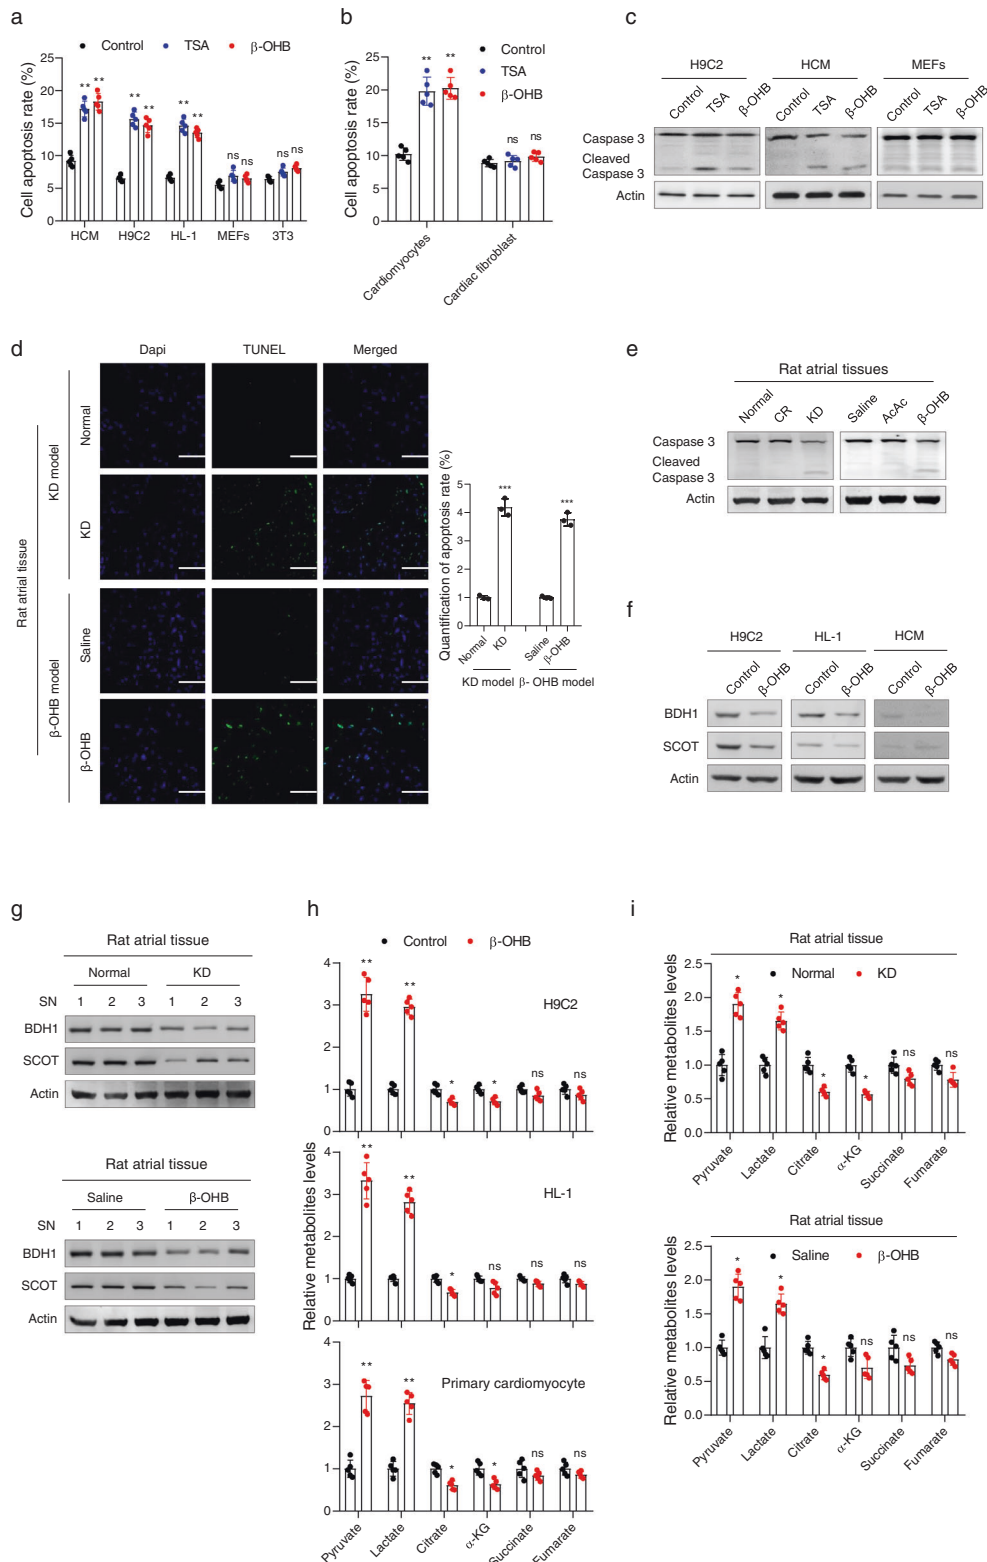 a
Control TSA β-OHB
Cell apoptosis rate (%)
25
20
15
10
5
0
** ** ** ** ** ** ns ns ns ns
HCM H9C2 HL-1 MEFs 3T3
b
Control
TSA
β-OHB
Cell apoptosis rate (%)
25
20
15
10
5
0
** ** ns ns
Cardiomyocytes Cardiac fibroblast
c
H9C2 HCM MEFs
Control TSA β-OHB Control TSA β-OHB Control TSA β-OHB
Caspase 3
Cleaved
Caspase 3
Actin
d
Dapi TUNEL Merged
Rat atrial tissue
KD model
Normal
KD
β-OHB model
Saline
β-OHB
Quantification of apoptosis rate (%)
5
4
3
2
1
0
*** ***
Normal KD Saline β-OHB
KD model β- OHB model
e
Rat atrial tissues
Normal CR KD Saline AcAc β-OHB
Caspase 3
Cleaved
Caspase 3
Actin
f
H9C2 HL-1 HCM
Control β-OHB Control β-OHB Control β-OHB
BDH1
SCOT
Actin
g
Rat atrial tissue
Normal KD
SN 1 2 3 1 2 3
BDH1
SCOT
Actin
Rat atrial tissue
Saline β-OHB
SN 1 2 3 1 2 3
BDH1
SCOT
Actin
h
Control β-OHB
Relative metabolites levels
4
3
2
1
0
** ** * * ns ns
H9C2
4
3
2
1
0
** ** * ns ns ns
HL-1
4
3
2
1
0
** ** * * ns ns
Primary cardiomyocyte
Pyruvate Lactate Citrate α-KG Succinate Fumarate
i
Rat atrial tissue
Normal KD
Relative metabolites levels
2.5
2.0
1.5
1.0
0.5
0
* * * * ns ns
Pyruvate Lactate Citrate α-KG Succinate Fumarate
Rat atrial tissue
Saline β-OHB
Relative metabolites levels
2.5
2.0
1.5
1.0
0.5
0
* * * ns ns ns
Pyruvate Lactate Citrate α-KG Succinate Fumarate